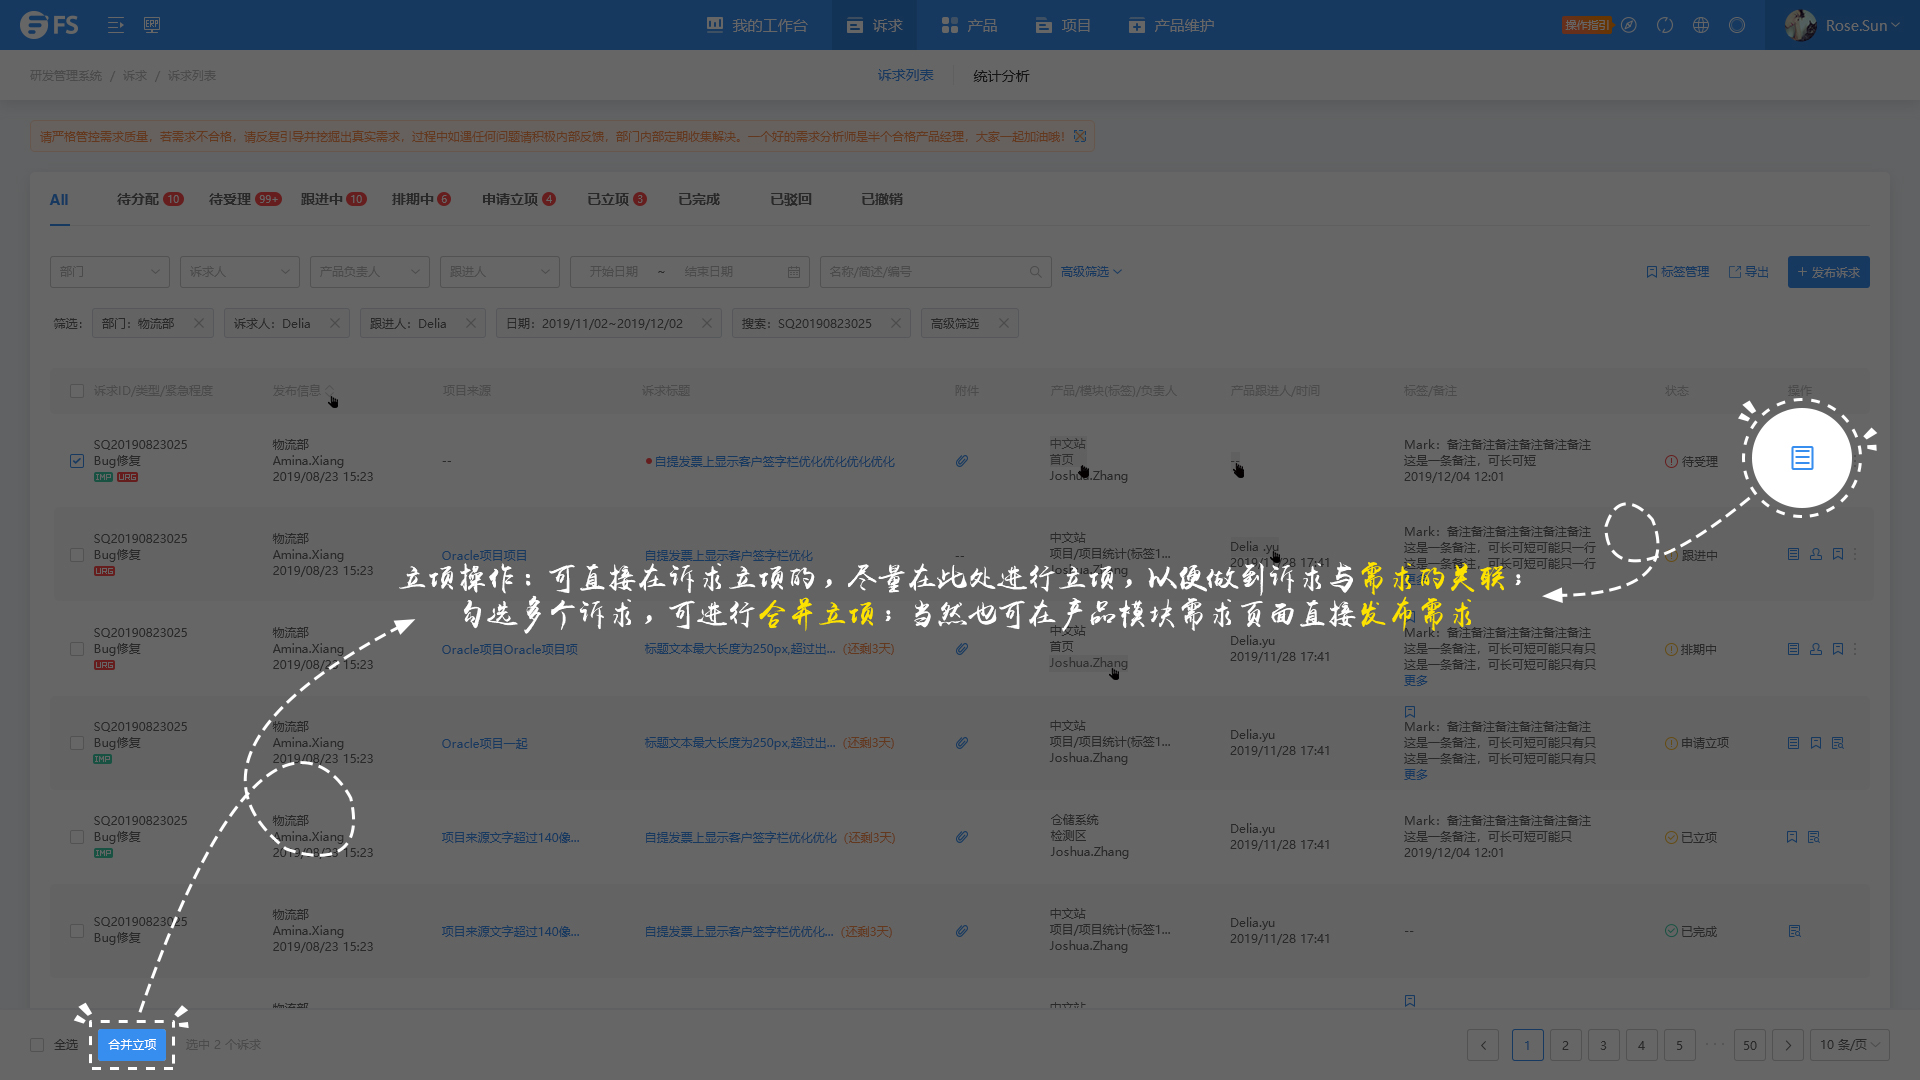 FS
我的工作台 诉求 产品 项目 产品维护
操作指引 Rose.Sun
研发管理系统 / 诉求 / 诉求列表
诉求列表 统计分析
请严格管控需求质量，若需求不合格，请反复引导并挖掘出真实需求，过程中如遇任何问题请积极内部反馈，部门内部定期收集解决。一个好的需求分析师是半个合格产品经理，大家一起加油哦！
All 待分配 10 待受理 99+ 跟进中 10 排期中 6 申请立项 4 已立项 3 已完成 已驳回 已撤销
部门 诉求人 产品负责人 跟进人 开始日期 ~ 结束日期 名称/简述/编号 高级筛选 标签管理 导出 + 发布诉求
筛选： 部门：物流部 诉求人：Delia 跟进人：Delia 日期：2019/11/02~2019/12/02 搜索：SQ20190823025 高级筛选
诉求ID/类型/紧急程度 发布信息 项目来源 诉求标题 附件 产品/模块(标签)/负责人 产品跟进人/时间 标签/备注 状态 操作
SQ20190823025
Bug修复
IMP URG
物流部
Amina.Xiang
2019/08/23 15:23
--
自提发票上显示客户签字栏优化优化优化优化
中文站
首页
Joshua.Zhang
Mark：备注备注备注备注备注备注
这是一条备注，可长可短
2019/12/04 12:01
待受理
SQ20190823025
Bug修复
URG
物流部
Amina.Xiang
2019/08/23 15:23
Oracle项目项目
自提发票上显示客户签字栏优化
--
中文站
项目/项目统计(标签1...
Delia .yu
2019/11/28 17:41
Mark：备注备注备注备注备注备注
这是一条备注，可长可短可能只一行
跟进中
立项操作：可直接在诉求立项的，尽量在此处进行立项，以便做到诉求与需求的关联；
勾选多个诉求，可进行合并立项；当然也可在产品模块需求页面直接发布需求
SQ20190823025
Bug修复
URG
物流部
Amina.Xiang
2019/08/23 15:23
Oracle项目Oracle项目项
标题文本最大长度为250px,超过出... (还剩3天)
中文站
首页
Joshua.Zhang
Delia.yu
2019/11/28 17:41
Mark：备注备注备注备注备注备注
这是一条备注，可长可短可能只有只
这是一条备注，可长可短可能只有只
更多
排期中
SQ20190823025
Bug修复
IMP
物流部
Amina.Xiang
2019/08/23 15:23
Oracle项目一起
标题文本最大长度为250px,超过出... (还剩3天)
中文站
项目/项目统计(标签1...
Joshua.Zhang
Delia.yu
2019/11/28 17:41
Mark：备注备注备注备注备注备注
这是一条备注，可长可短可能只有只
这是一条备注，可长可短可能只有只
更多
申请立项
SQ20190823025
Bug修复
IMP
物流部
Amina.Xiang
2019/08/23 15:23
项目来源文字超过140像...
自提发票上显示客户签字栏优化优化 (还剩3天)
仓储系统
检测区
Joshua.Zhang
Delia.yu
2019/11/28 17:41
Mark：备注备注备注备注备注备注
这是一条备注，可长可短可能只
2019/12/04 12:01
已立项
SQ20190823025
Bug修复
物流部
Amina.Xiang
2019/08/23 15:23
项目来源文字超过140像...
自提发票上显示客户签字栏优化优化... (还剩3天)
中文站
项目/项目统计(标签1...
Joshua.Zhang
Delia.yu
2019/11/28 17:41
--
已完成
物流部 中文站
全选 合并立项 选中 2 个诉求 1 2 3 4 5 ··· 50 10 条/页